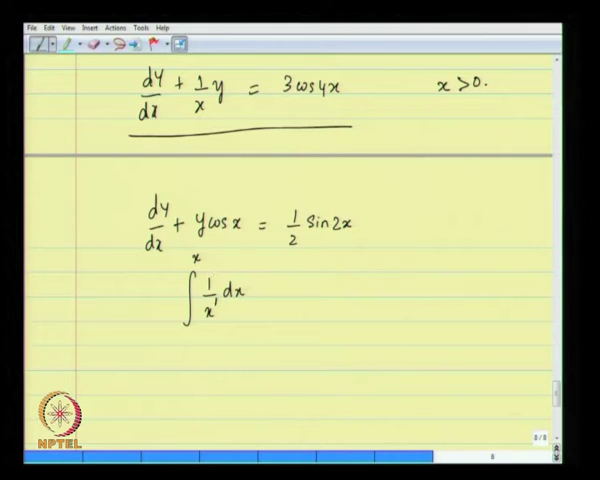 File Edit View Insert Actions Tools Help
dy/dx + 1/x y = 3 cos 4x x > 0.
dy/dx + y cos x = 1/2 sin 2x
∫^x 1/x' dx
NPTEL
8 / 8
8